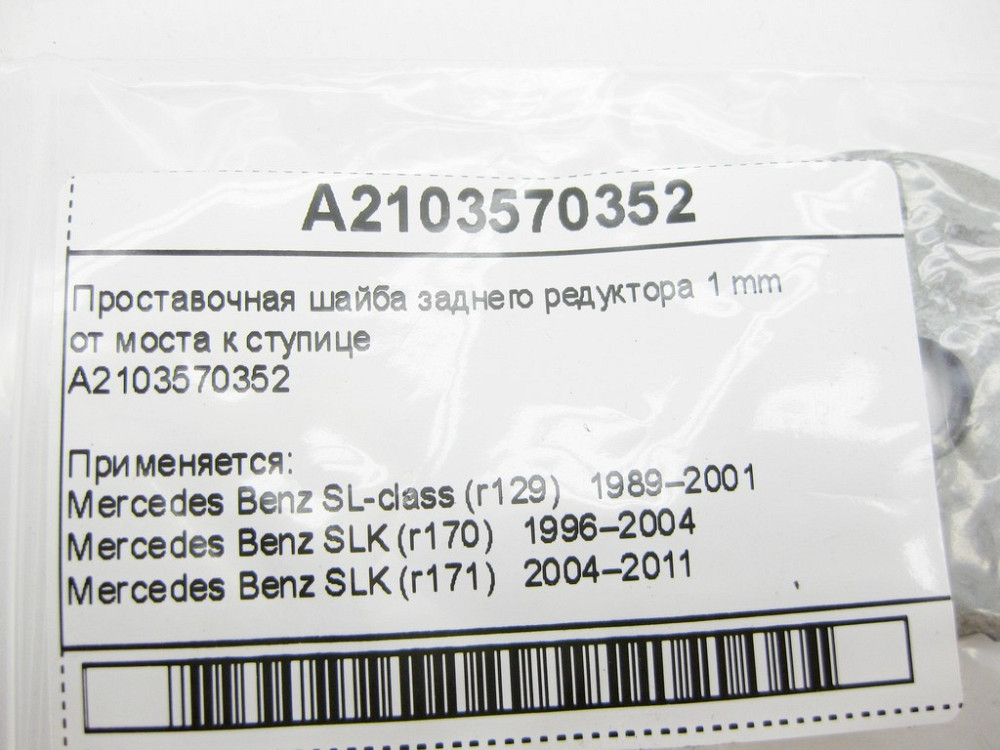 A2103570352
Проставочная шайба заднего редуктора 1 mm
от моста к ступице
A2103570352
Применяется:
Mercedes Benz SL-class (r129) 1989–2001
Mercedes Benz SLK (r170) 1996–2004
Mercedes Benz SLK (r171) 2004–2011